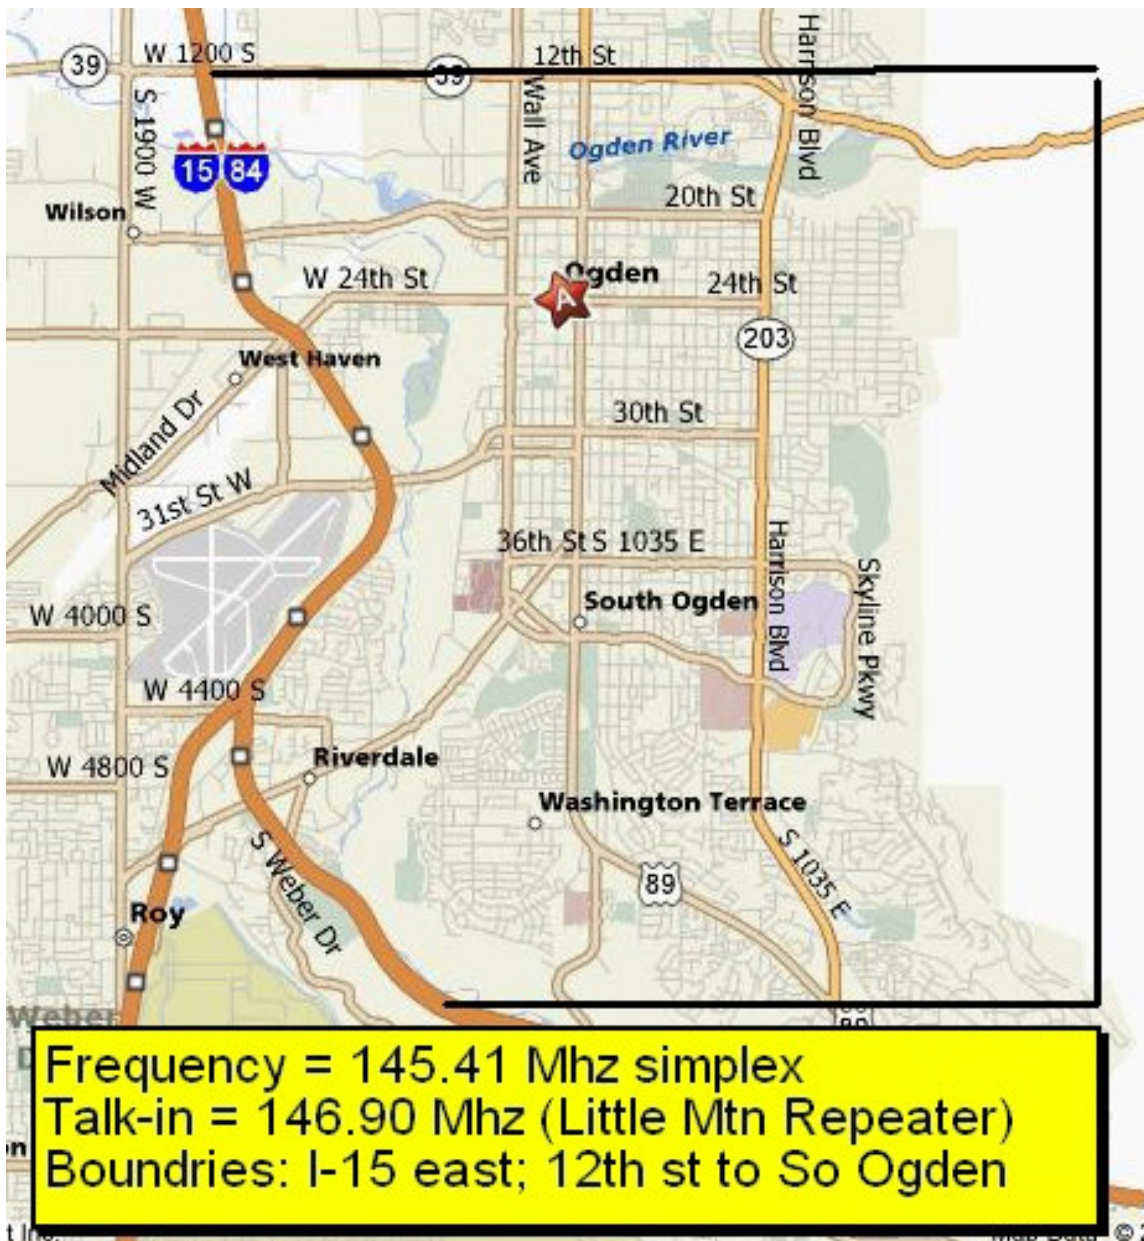 Harrison Blvd
39
W 1200 S
12th St
39
S 1900 W
Wall Ave
Ogden River
15 84
20th St
Wilson
Ogden
W 24th St
A
24th St
203
West Haven
30th St
Midland Dr
31st St W
36th St S 1035 E
Harrison Blvd
Skyline Pkwy
South Ogden
W 4000 S
W 4400 S
Riverdale
W 4800 S
Washington Terrace
S Weber Dr
S 1035 E
89
Roy
Weber
Frequency = 145.41 Mhz simplex
Talk-in = 146.90 Mhz (Little Mtn Repeater)
Boundries: I-15 east; 12th st to So Ogden